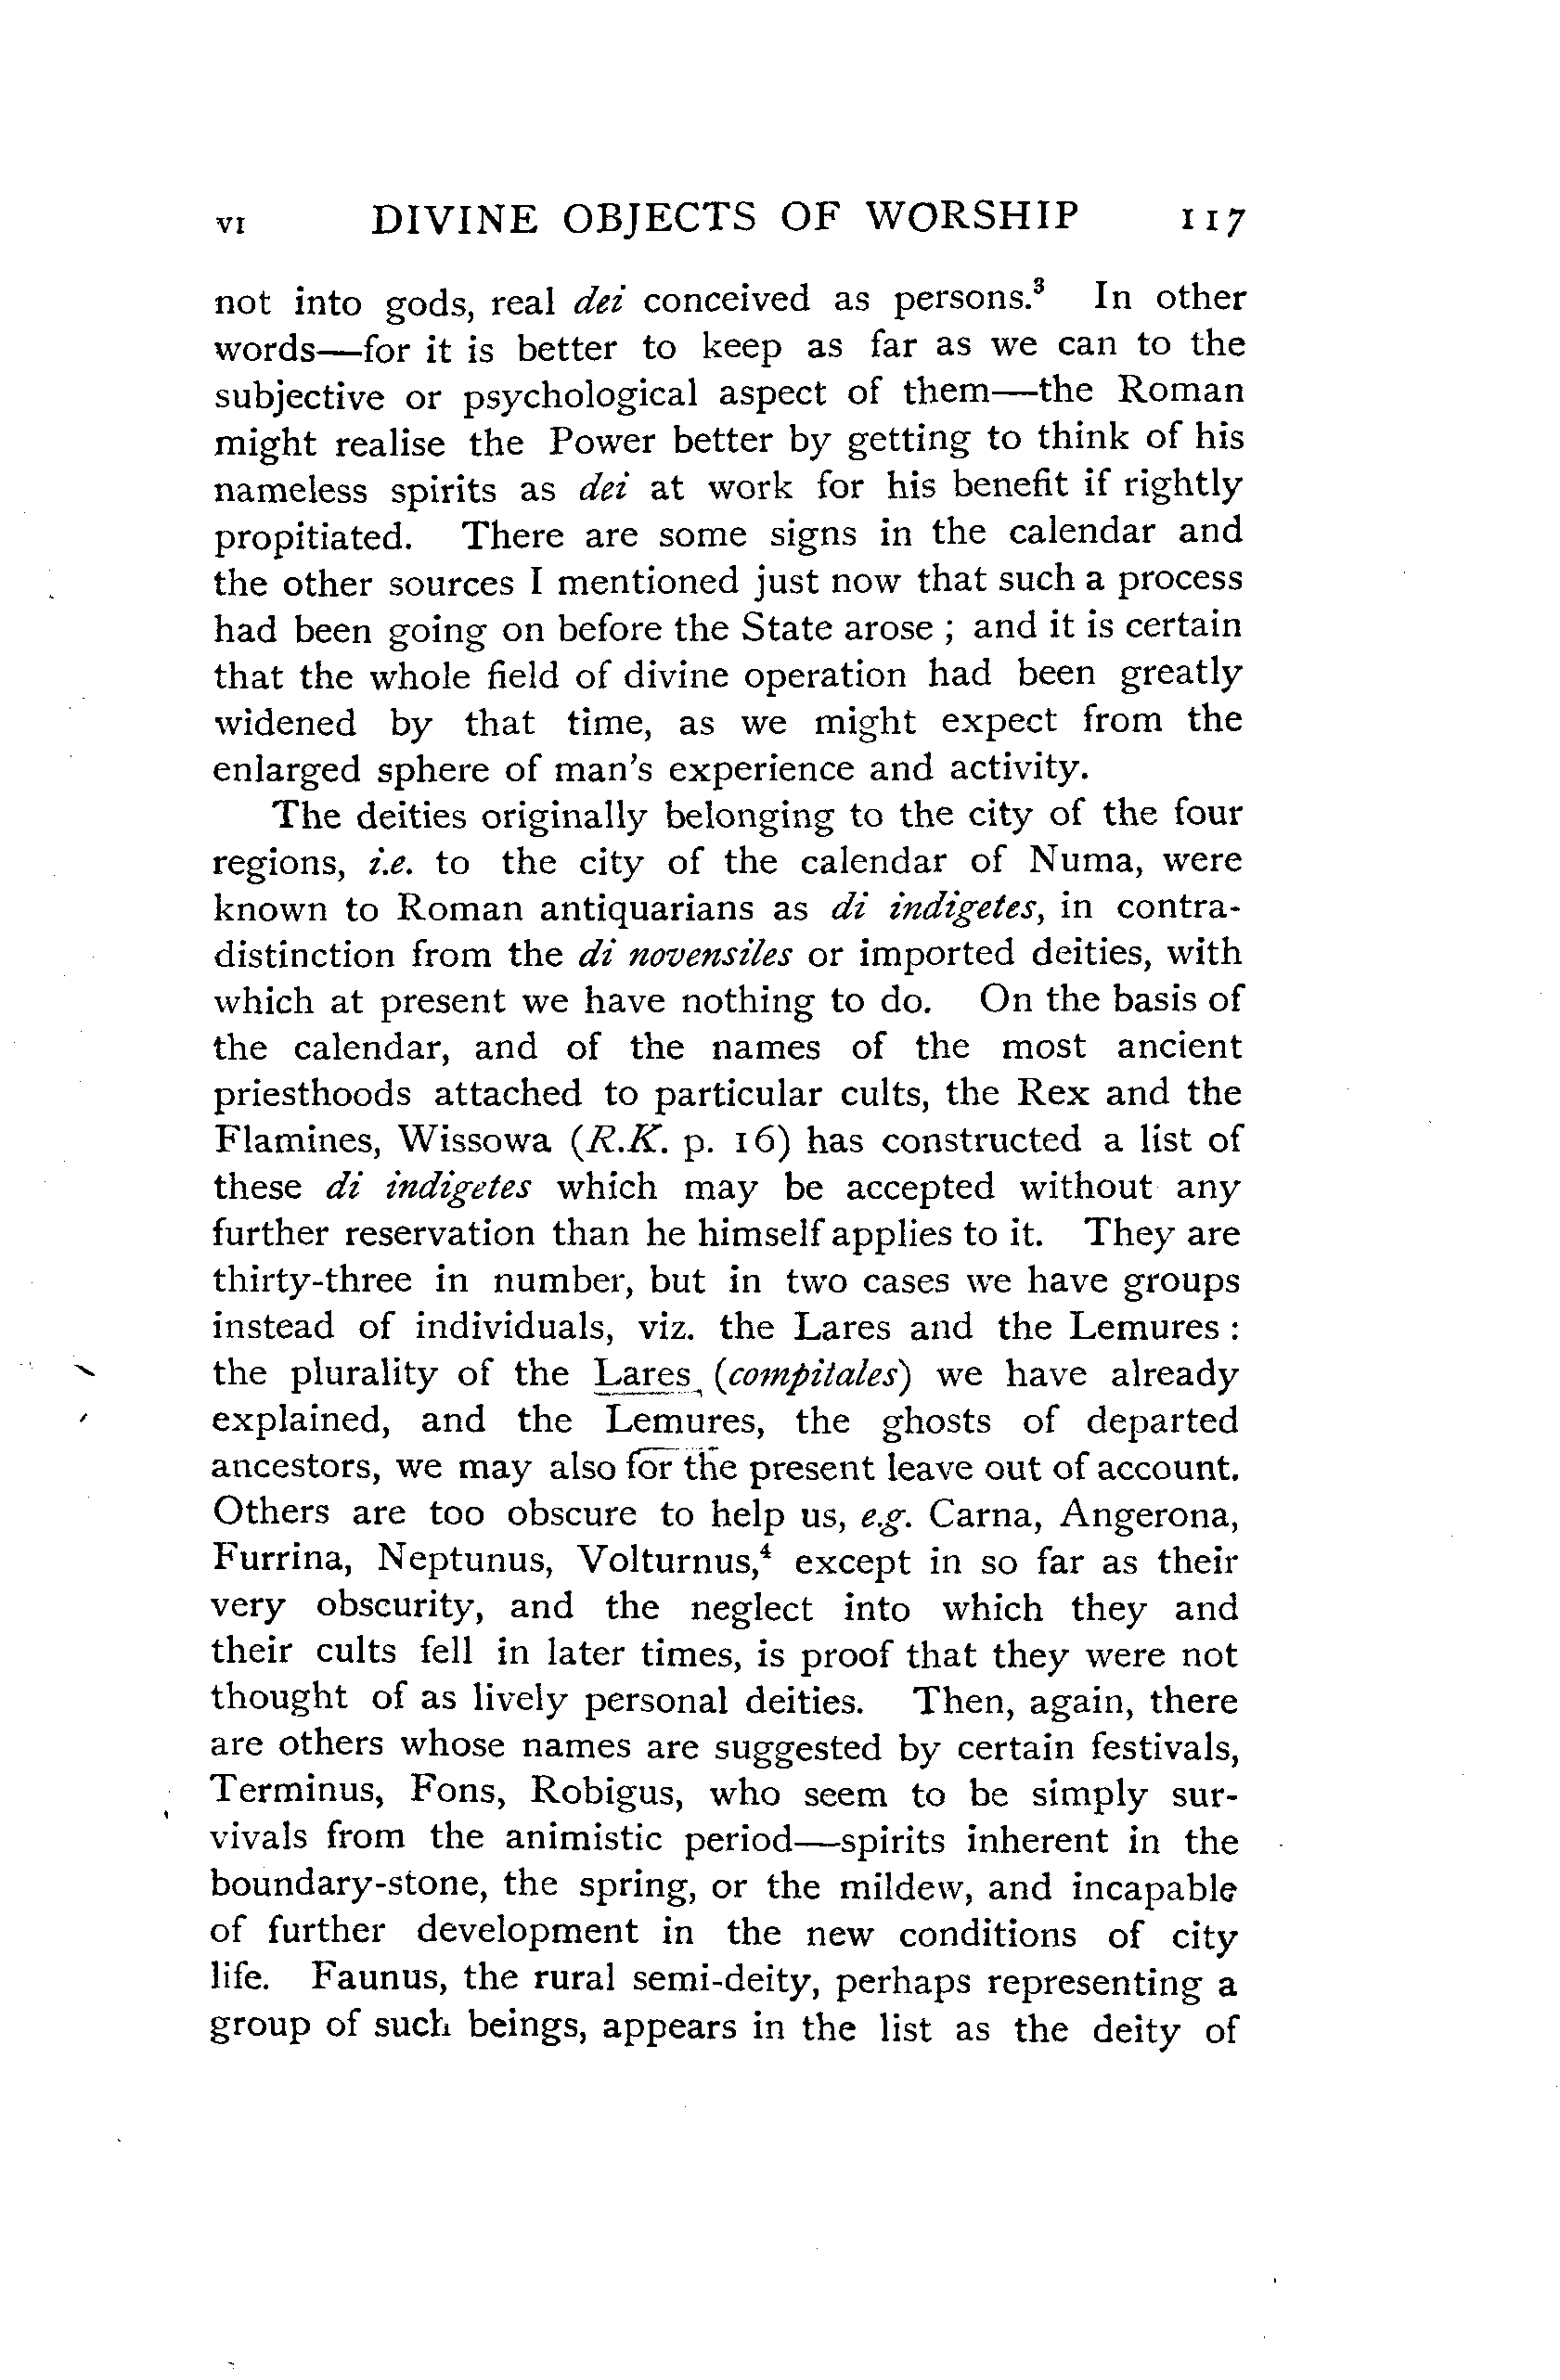 VI DIVINE OBJECTS OF WORSHIP 117
not into gods, real dei conceived as persons.³ In other
words—for it is better to keep as far as we can to the
subjective or psychological aspect of them—the Roman
might realise the Power better by getting to think of his
nameless spirits as dei at work for his benefit if rightly
propitiated. There are some signs in the calendar and
the other sources I mentioned just now that such a process
had been going on before the State arose ; and it is certain
that the whole field of divine operation had been greatly
widened by that time, as we might expect from the
enlarged sphere of man's experience and activity.
The deities originally belonging to the city of the four
regions, i.e. to the city of the calendar of Numa, were
known to Roman antiquarians as di indigetes, in contra-
distinction from the di novensiles or imported deities, with
which at present we have nothing to do. On the basis of
the calendar, and of the names of the most ancient
priesthoods attached to particular cults, the Rex and the
Flamines, Wissowa (R.K. p. 16) has constructed a list of
these di indigetes which may be accepted without any
further reservation than he himself applies to it. They are
thirty-three in number, but in two cases we have groups
instead of individuals, viz. the Lares and the Lemures :
the plurality of the Lares (compitales) we have already
explained, and the Lemures, the ghosts of departed
ancestors, we may also for the present leave out of account.
Others are too obscure to help us, e.g. Carna, Angerona,
Furrina, Neptunus, Volturnus,⁴ except in so far as their
very obscurity, and the neglect into which they and
their cults fell in later times, is proof that they were not
thought of as lively personal deities. Then, again, there
are others whose names are suggested by certain festivals,
Terminus, Fons, Robigus, who seem to be simply sur-
vivals from the animistic period—spirits inherent in the
boundary-stone, the spring, or the mildew, and incapable
of further development in the new conditions of city
life. Faunus, the rural semi-deity, perhaps representing a
group of such beings, appears in the list as the deity of